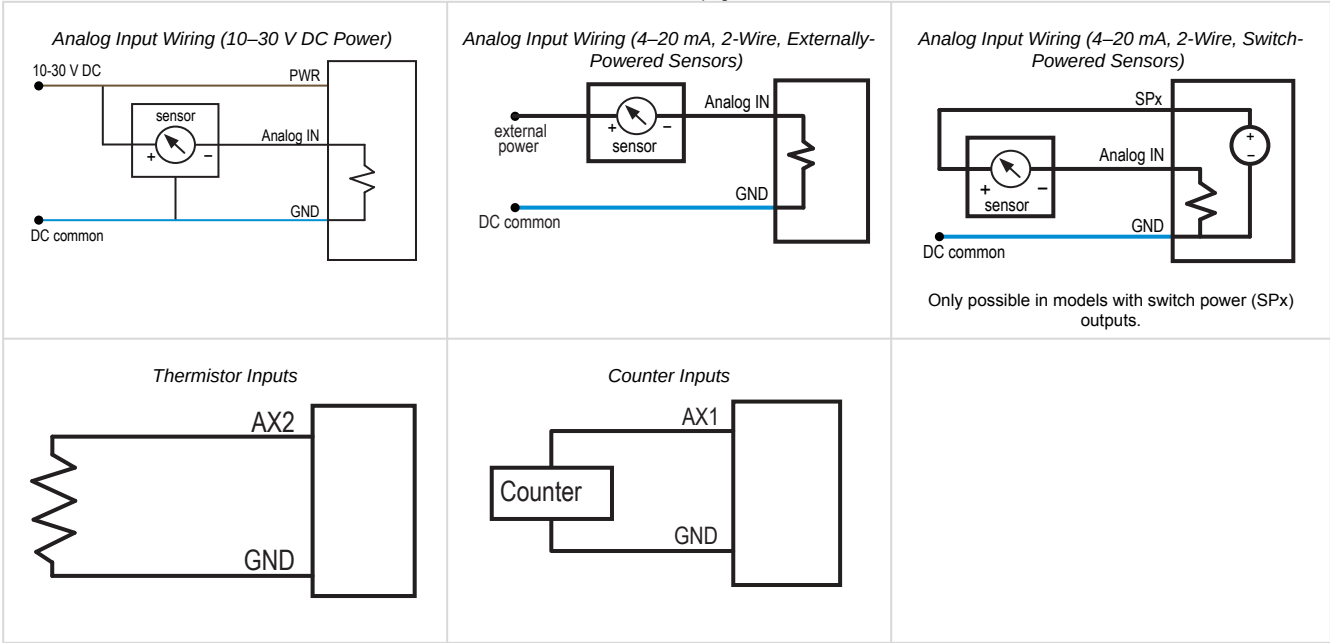 Analog Input Wiring (10–30 V DC Power)
10-30 V DC
PWR
sensor
Analog IN
+
–
GND
DC common
Analog Input Wiring (4–20 mA, 2-Wire, Externally-
Powered Sensors)
Analog IN
external
power
+
–
sensor
GND
DC common
Analog Input Wiring (4–20 mA, 2-Wire, Switch-
Powered Sensors)
SPx
+
–
Analog IN
+
–
sensor
GND
DC common
Only possible in models with switch power (SPx)
outputs.
Thermistor Inputs
AX2
GND
Counter Inputs
AX1
Counter
GND